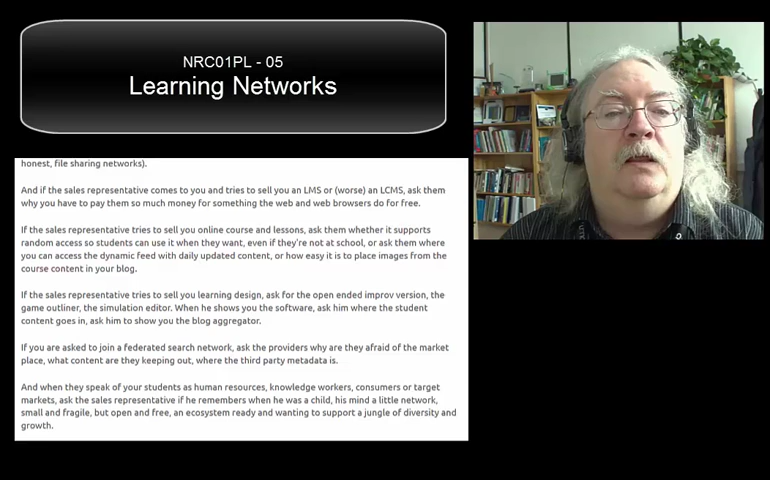 NRC01PL - 05
Learning Networks
honest, file sharing networks).
And if the sales representative comes to you and tries to sell you an LMS or (worse) an LCMS, ask them
why you have to pay them so much money for something the web and web browsers do for free.
If the sales representative tries to sell you online course and lessons, ask them whether it supports
random access so students can use it when they want, even if they're not at school, or ask them where
you can access the dynamic feed with daily updated content, or how easy it is to place images from the
course content in your blog.
If the sales representative tries to sell you learning design, ask for the open ended improv version, the
game outliner, the simulation editor. When he shows you the software, ask him where the student
content goes in, ask him to show you the blog aggregator.
If you are asked to join a federated search network, ask the providers why are they afraid of the market
place, what content are they keeping out, where the third party metadata is.
And when they speak of your students as human resources, knowledge workers, consumers or target
markets, ask the sales representative if he remembers when he was a child, his mind a little network,
small and fragile, but open and free, an ecosystem ready and wanting to support a jungle of diversity and
growth.